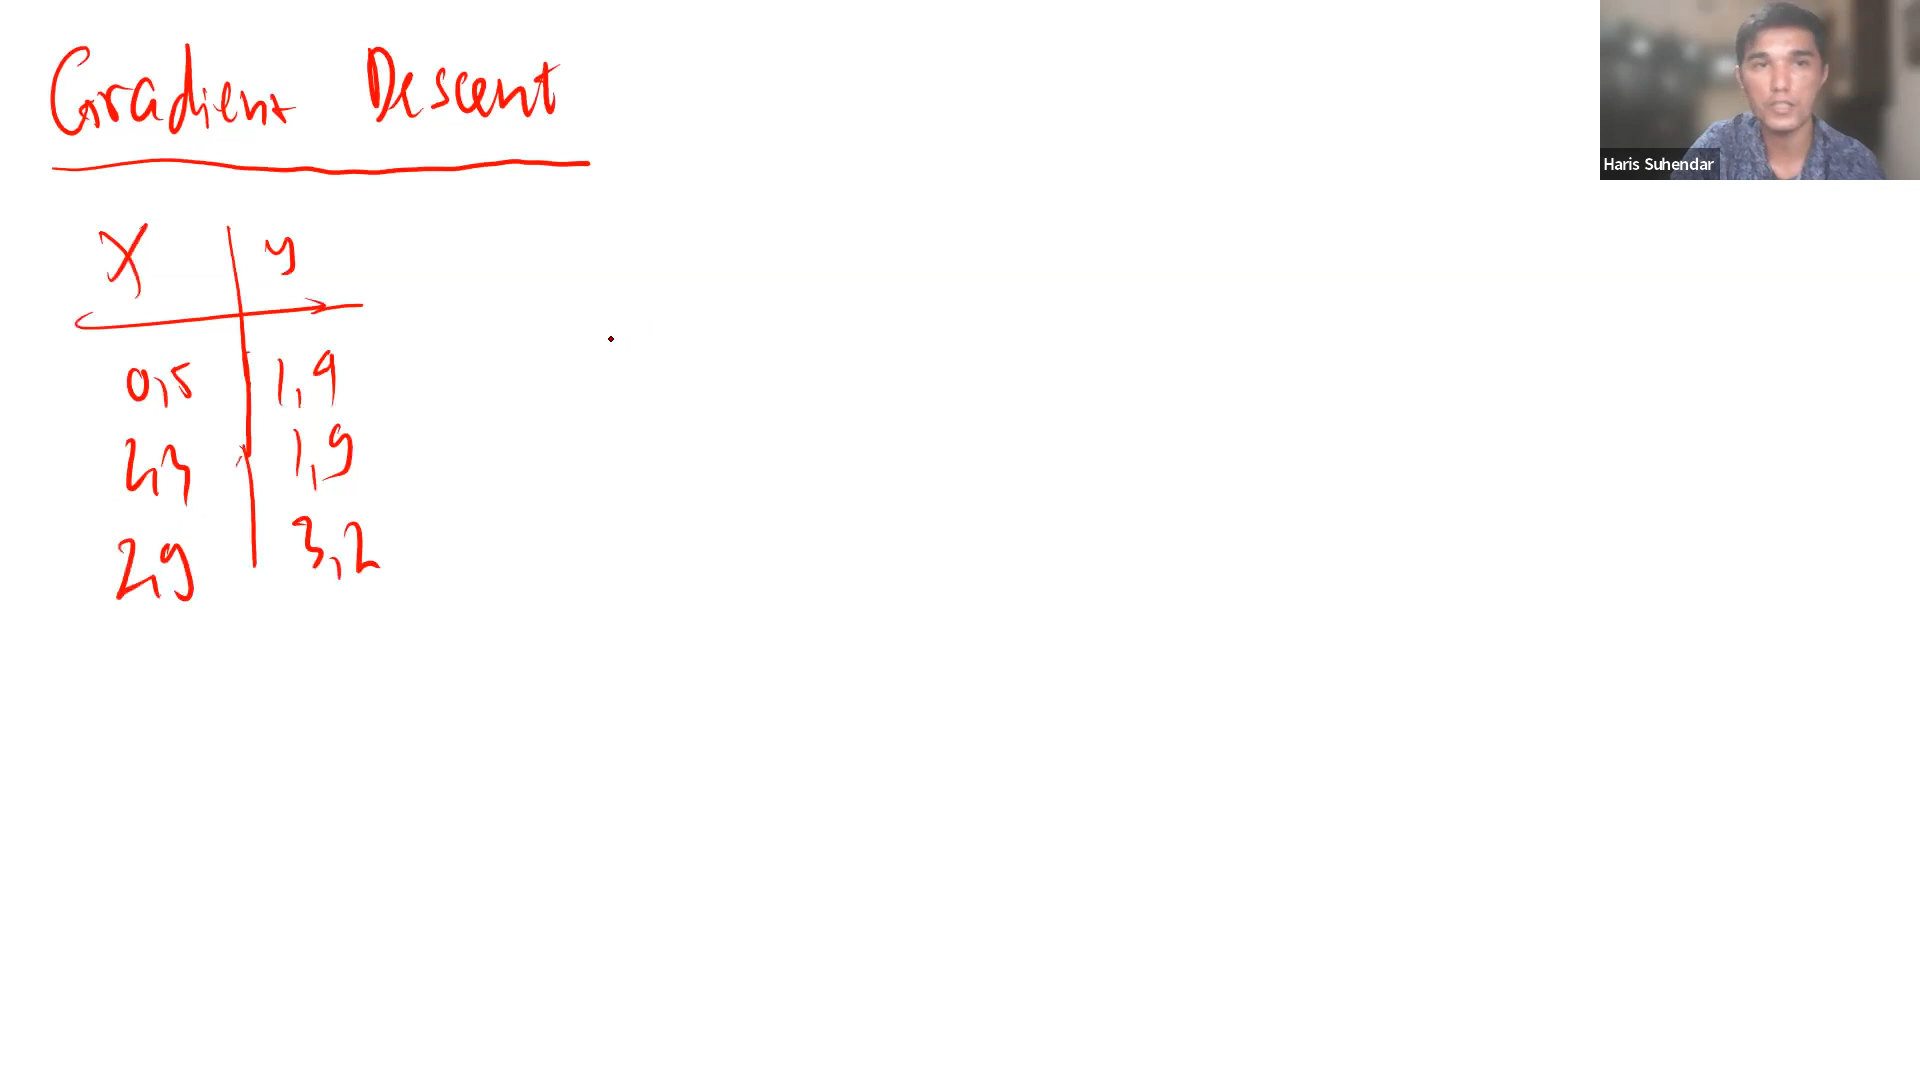 Gradient Descent
Haris Suhendar
X y
0,5 1,4
2,3 1,9
2,9 3,2